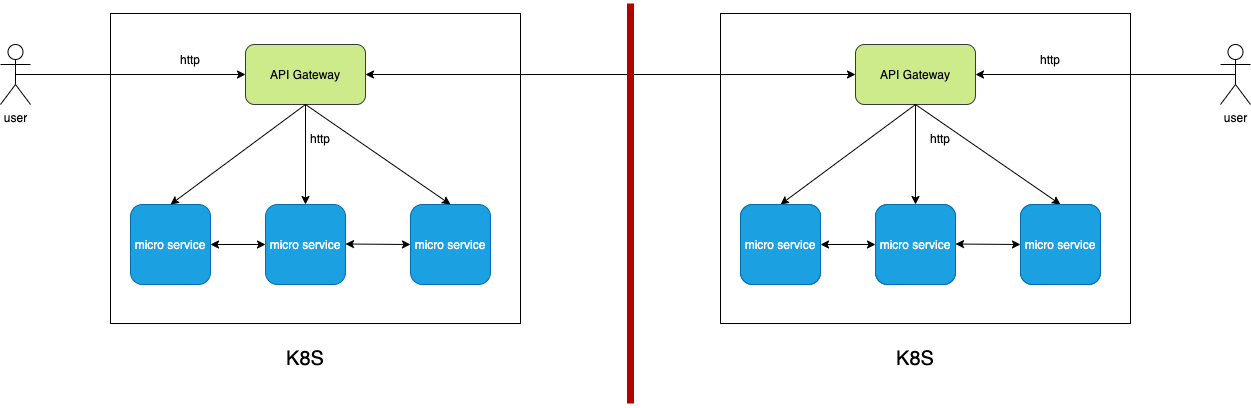 http
API Gateway
user
http
micro service
micro service
micro service
K8S
API Gateway
http
user
http
micro service
micro service
micro service
K8S